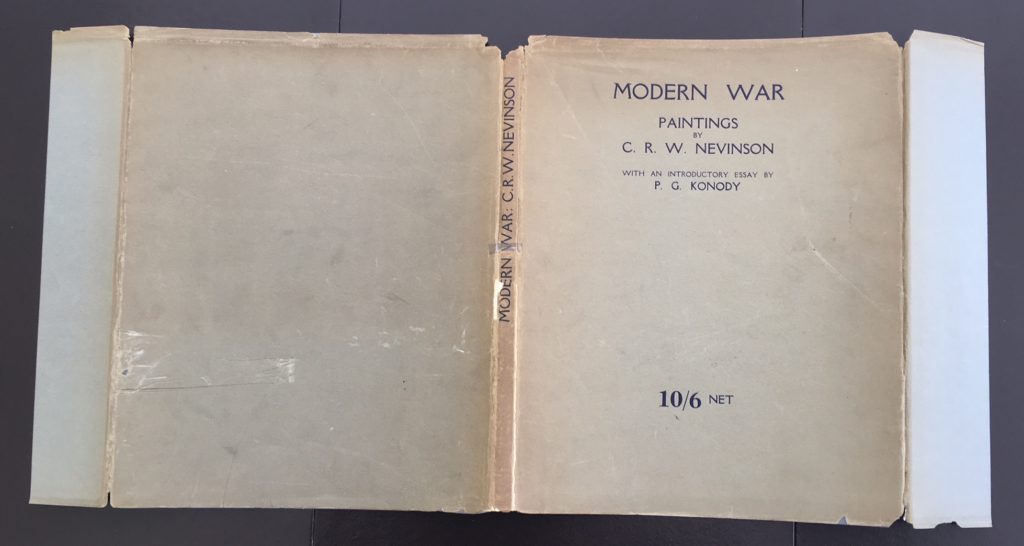 MODERN WAR: C.R.W. NEVINSON
MODERN WAR
PAINTINGS
BY
C. R. W. NEVINSON
WITH AN INTRODUCTORY ESSAY BY
P. G. KONODY
10/6 NET